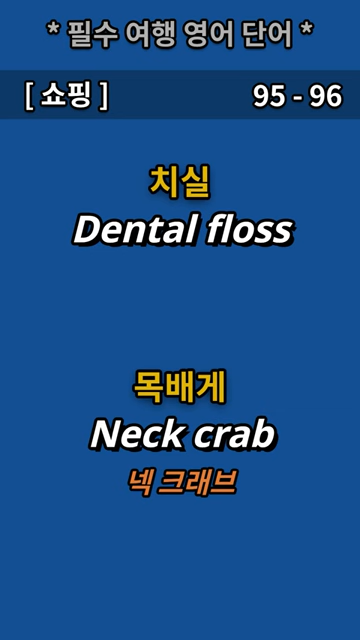 * 필수 여행 영어 단어 *
[ 쇼핑 ] 95 - 96
치실
Dental floss
목배게
Neck crab
넥 크래브